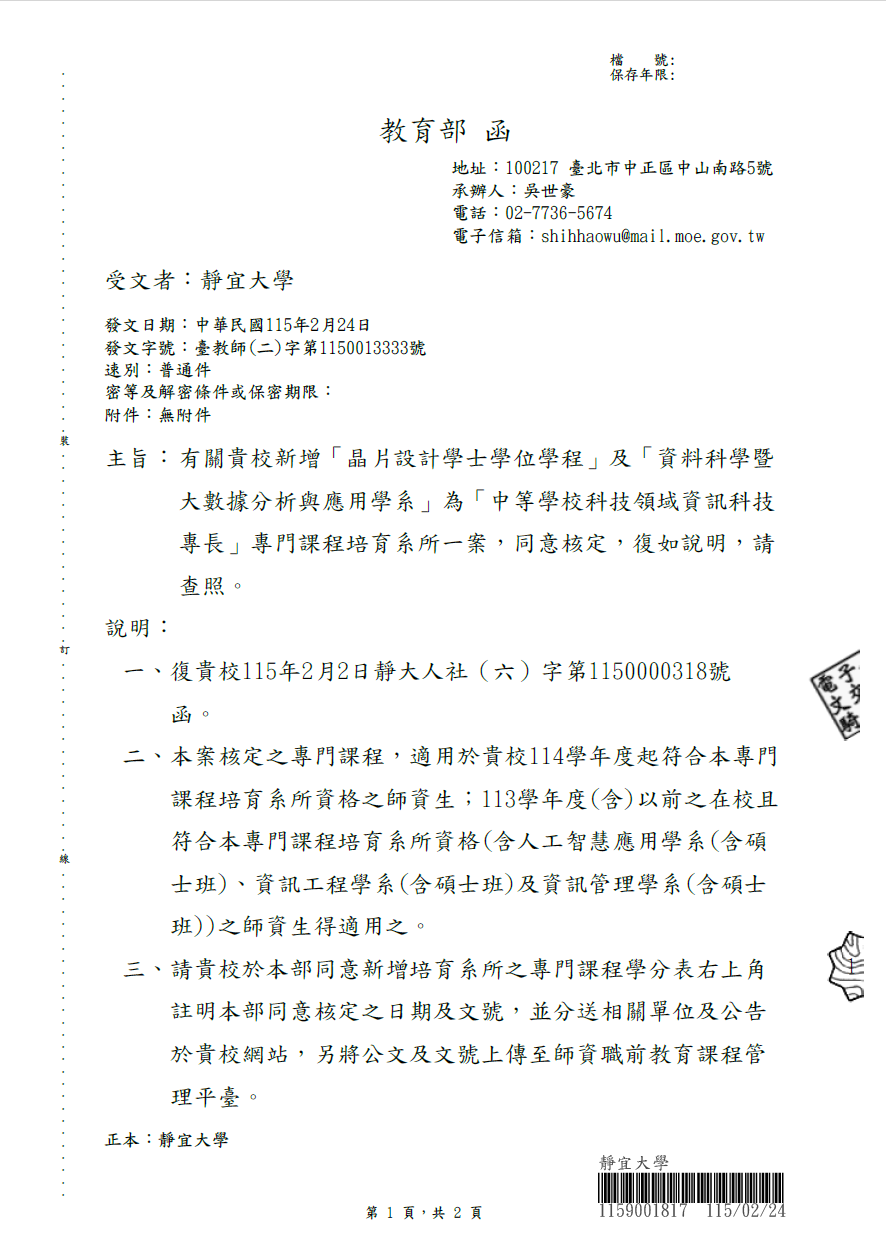 檔　　號:
保存年限:
教育部 函
地址：100217 臺北市中正區中山南路5號
承辦人：吳世豪
電話：02-7736-5674
電子信箱：shihhaowu@mail.moe.gov.tw
受文者：靜宜大學
發文日期：中華民國115年2月24日
發文字號：臺教師(二)字第1150013333號
速別：普通件
密等及解密條件或保密期限：
附件：無附件
主旨：有關貴校新增「晶片設計學士學位學程」及「資料科學暨
大數據分析與應用學系」為「中等學校科技領域資訊科技
專長」專門課程培育系所一案，同意核定，復如說明，請
查照。
說明：
一、復貴校115年2月2日靜大人社（六）字第1150000318號
函。
二、本案核定之專門課程，適用於貴校114學年度起符合本專門
課程培育系所資格之師資生；113學年度(含)以前之在校且
符合本專門課程培育系所資格(含人工智慧應用學系(含碩
士班)、資訊工程學系(含碩士班)及資訊管理學系(含碩士
班))之師資生得適用之。
三、請貴校於本部同意新增培育系所之專門課程學分表右上角
註明本部同意核定之日期及文號，並分送相關單位及公告
於貴校網站，另將公文及文號上傳至師資職前教育課程管
理平臺。
正本：靜宜大學
裝
訂
線
電子
文
騎
靜宜大學
1159001817　115/02/24
第 1 頁，共 2 頁